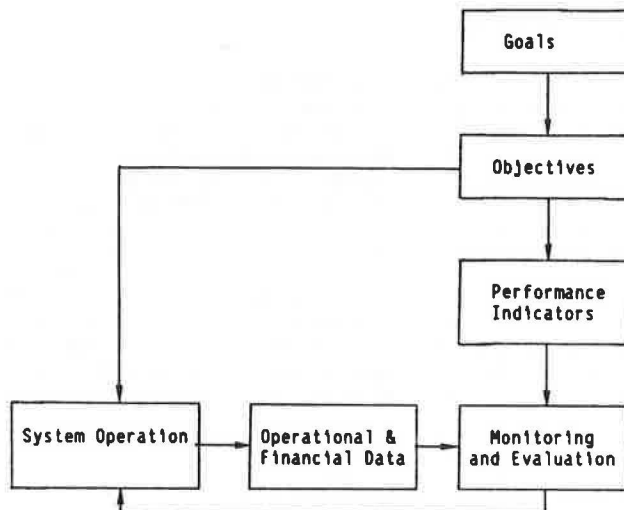 Goals
Objectives
Performance
Indicators
System Operation
Operational &
Financial Data
Monitoring
and Evaluation